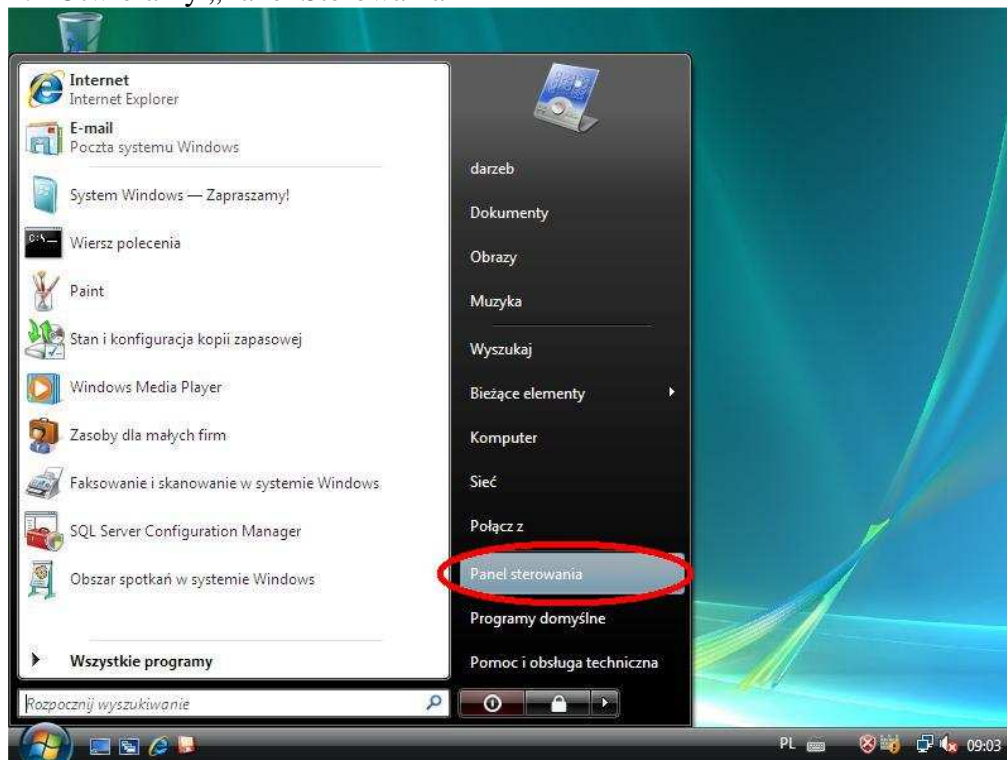 Internet
Internet Explorer
E-mail
Poczta systemu Windows
System Windows — Zapraszamy!
Wiersz polecenia
Paint
Stan i konfiguracja kopii zapasowej
Windows Media Player
Zasoby dla małych firm
Faksowanie i skanowanie w systemie Windows
SQL Server Configuration Manager
Obszar spotkań w systemie Windows
Wszystkie programy
Rozpocznij wyszukiwanie
darzeb
Dokumenty
Obrazy
Muzyka
Wyszukaj
Bieżące elementy
Komputer
Sieć
Połącz z
Panel sterowania
Programy domyślne
Pomoc i obsługa techniczna
PL
09:03